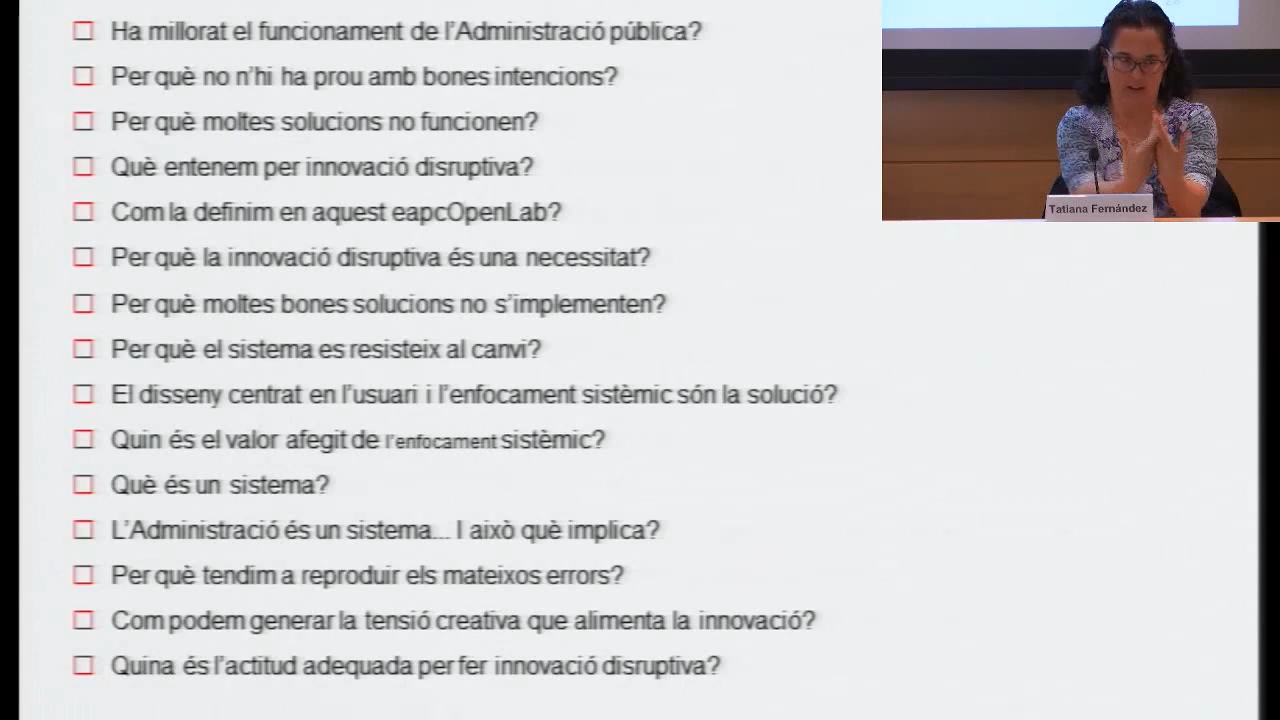 Ha millorat el funcionament de l'Administració pública?
Per què no n'hi ha prou amb bones intencions?
Per què moltes solucions no funcionen?
Què entenem per innovació disruptiva?
Com la definim en aquest eapcOpenLab?
Per què la innovació disruptiva és una necessitat?
Per què moltes bones solucions no s'implementen?
Per què el sistema es resisteix al canvi?
El disseny centrat en l'usuari i l'enfocament sistèmic són la solució?
Quin és el valor afegit de l'enfocament sistèmic?
Què és un sistema?
L'Administració és un sistema... I això què implica?
Per què tendim a reproduir els mateixos errors?
Com podem generar la tensió creativa que alimenta la innovació?
Quina és l'actitud adequada per fer innovació disruptiva?
Tatiana Fernández